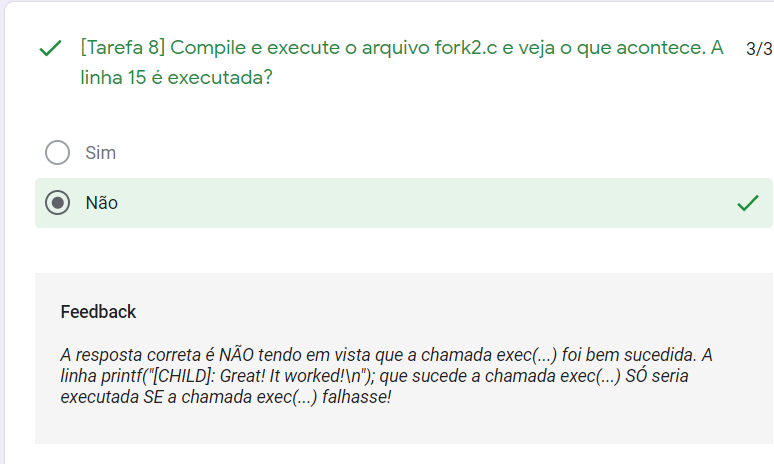 [Tarefa 8] Compile e execute o arquivo fork2.c e veja o que acontece. A
3/3
linha 15 é executada?
Sim
Não
Feedback
A resposta correta é NÃO tendo em vista que a chamada exec(...) foi bem sucedida. A
linha printf("[CHILD]: Great! It worked!\n"); que sucede a chamada exec(...) SÓ seria
executada SE a chamada exec(...) falhasse!